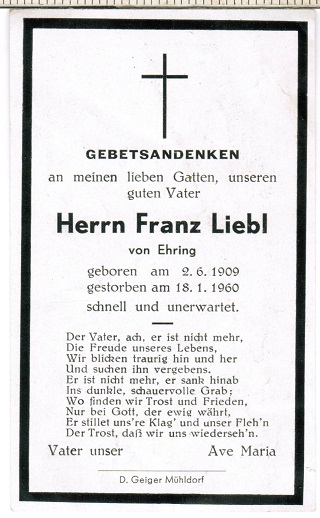 GEBETSANDENKEN
an meinen lieben Gatten, unseren
guten Vater
Herrn Franz Liebl
von Ehring
geboren am 2. 6. 1909
gestorben am 18. 1. 1960
schnell und unerwartet.
Der Vater, ach, er ist nicht mehr,
Die Freude unseres Lebens,
Wir blicken traurig hin und her
Und suchen ihn vergebens.
Er ist nicht mehr, er sank hinab
Ins dunkle, schauervolle Grab;
Wo finden wir Trost und Frieden,
Nur bei Gott, der ewig währt,
Er stillet uns're Klag' und unser Fleh'n
Der Trost, daß wir uns wiederseh'n.
Vater unser Ave Maria
D. Geiger Mühldorf